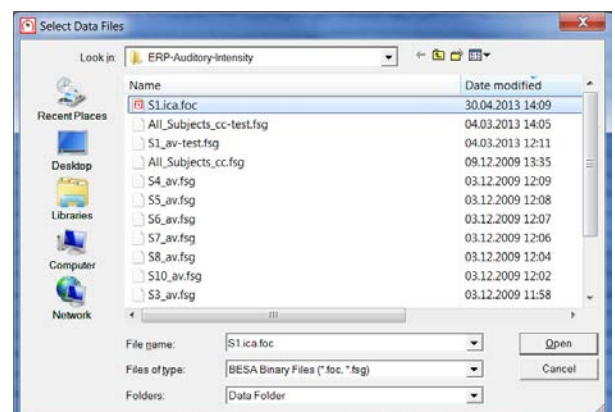 Select Data Files
Look in: ERP-Auditory-Intensity
Name Date modified
S1.ica.foc 30.04.2013 14:09
All_Subjects_cc-test.fsg 04.03.2013 14:05
S1_av-test.fsg 04.03.2013 12:11
All_Subjects_cc.fsg 09.12.2009 13:35
S4_av.fsg 03.12.2009 12:09
S5_av.fsg 03.12.2009 12:08
S6_av.fsg 03.12.2009 12:07
S7_av.fsg 03.12.2009 12:06
S8_av.fsg 03.12.2009 12:04
S10_av.fsg 03.12.2009 12:02
S3_av.fsg 03.12.2009 11:58
Recent Places
Desktop
Libraries
Computer
Network
File name: S1.ica.foc Open
Files of type: BESA Binary Files (*.foc, *.fsg) Cancel
Folders: Data Folder